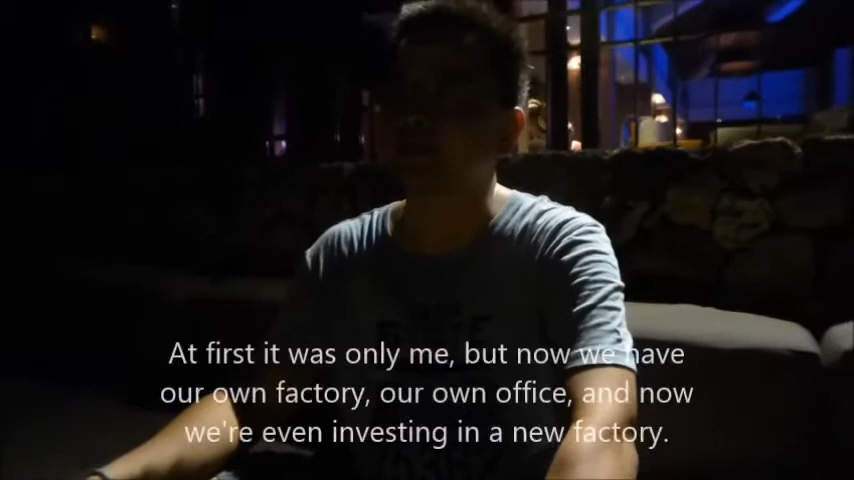 At first it was only me, but now we have
our own factory, our own office, and now
we're even investing in a new factory.